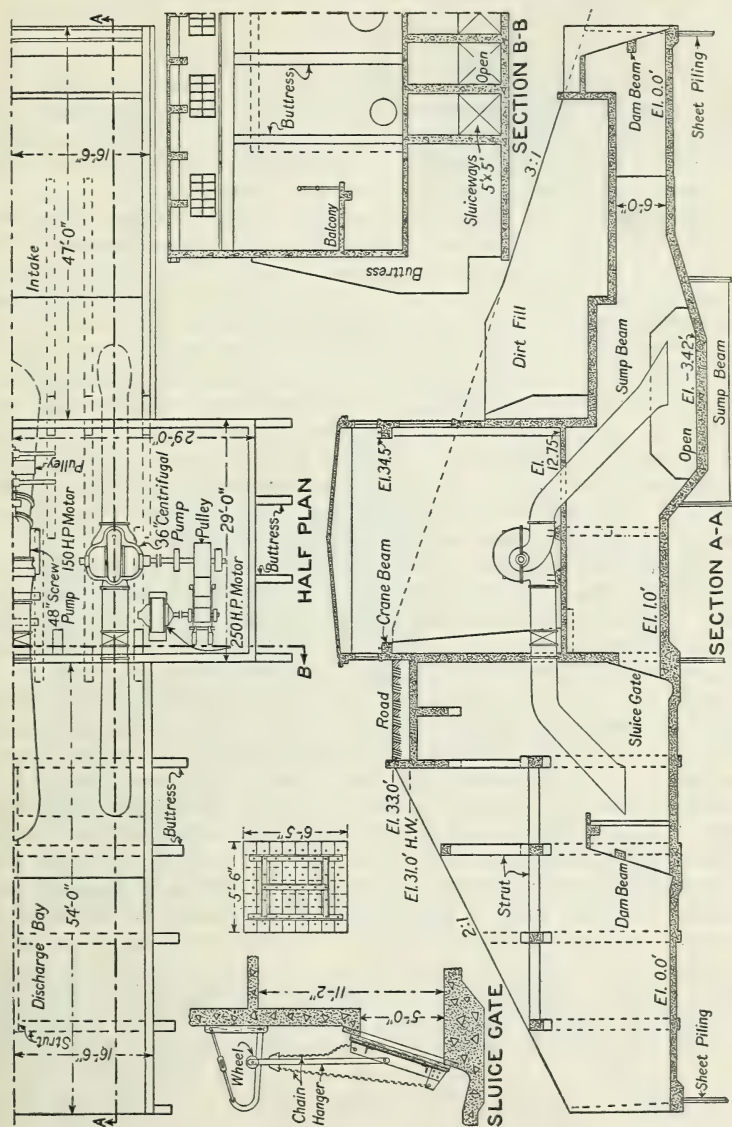 A
16'-6"
Strut
Discharge Bay
54'-0"
Buttress
A
48" Screw
Pump
150 H.P. Motor
Pulley
36" Centrifugal
Pump
Pulley
250 H.P. Motor
29'-0"
29'-0"
B
Buttress
HALF PLAN
Intake
47'-0"
16'-6"
A
SLUICE GATE
Wheel
Chain
Hanger
11'-2"
5'-0"
5'-6"
6'-5"
Buttress
Balcony
Buttress
Sluiceways
5' x 5'
Open
SECTION B-B
Sheet Piling
El. 0.0'
2:1
Strut
Dam Beam
El. 31.0' H.W.
El. 33.0'
Road
Sluice Gate
Crane Beam
El. 34.5'
El.
12.75
El. 1.0'
Dirt Fill
3:1
Sump Beam
Open
El. -3.42'
Sump Beam
6'-0"
Dam Beam
El. 0.0'
Sheet Piling
SECTION A-A